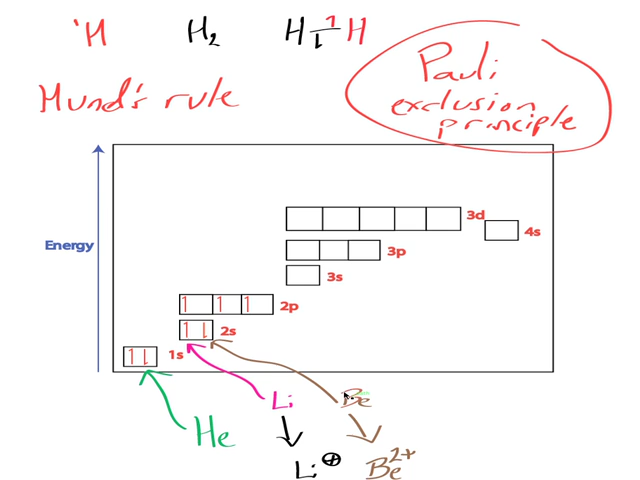 'H H2 H H
Hund's rule
Pauli
exclusion
principle
Energy
3d
4s
3p
3s
2p
2s
1s
Li Be
He
Li⊕ Be2+